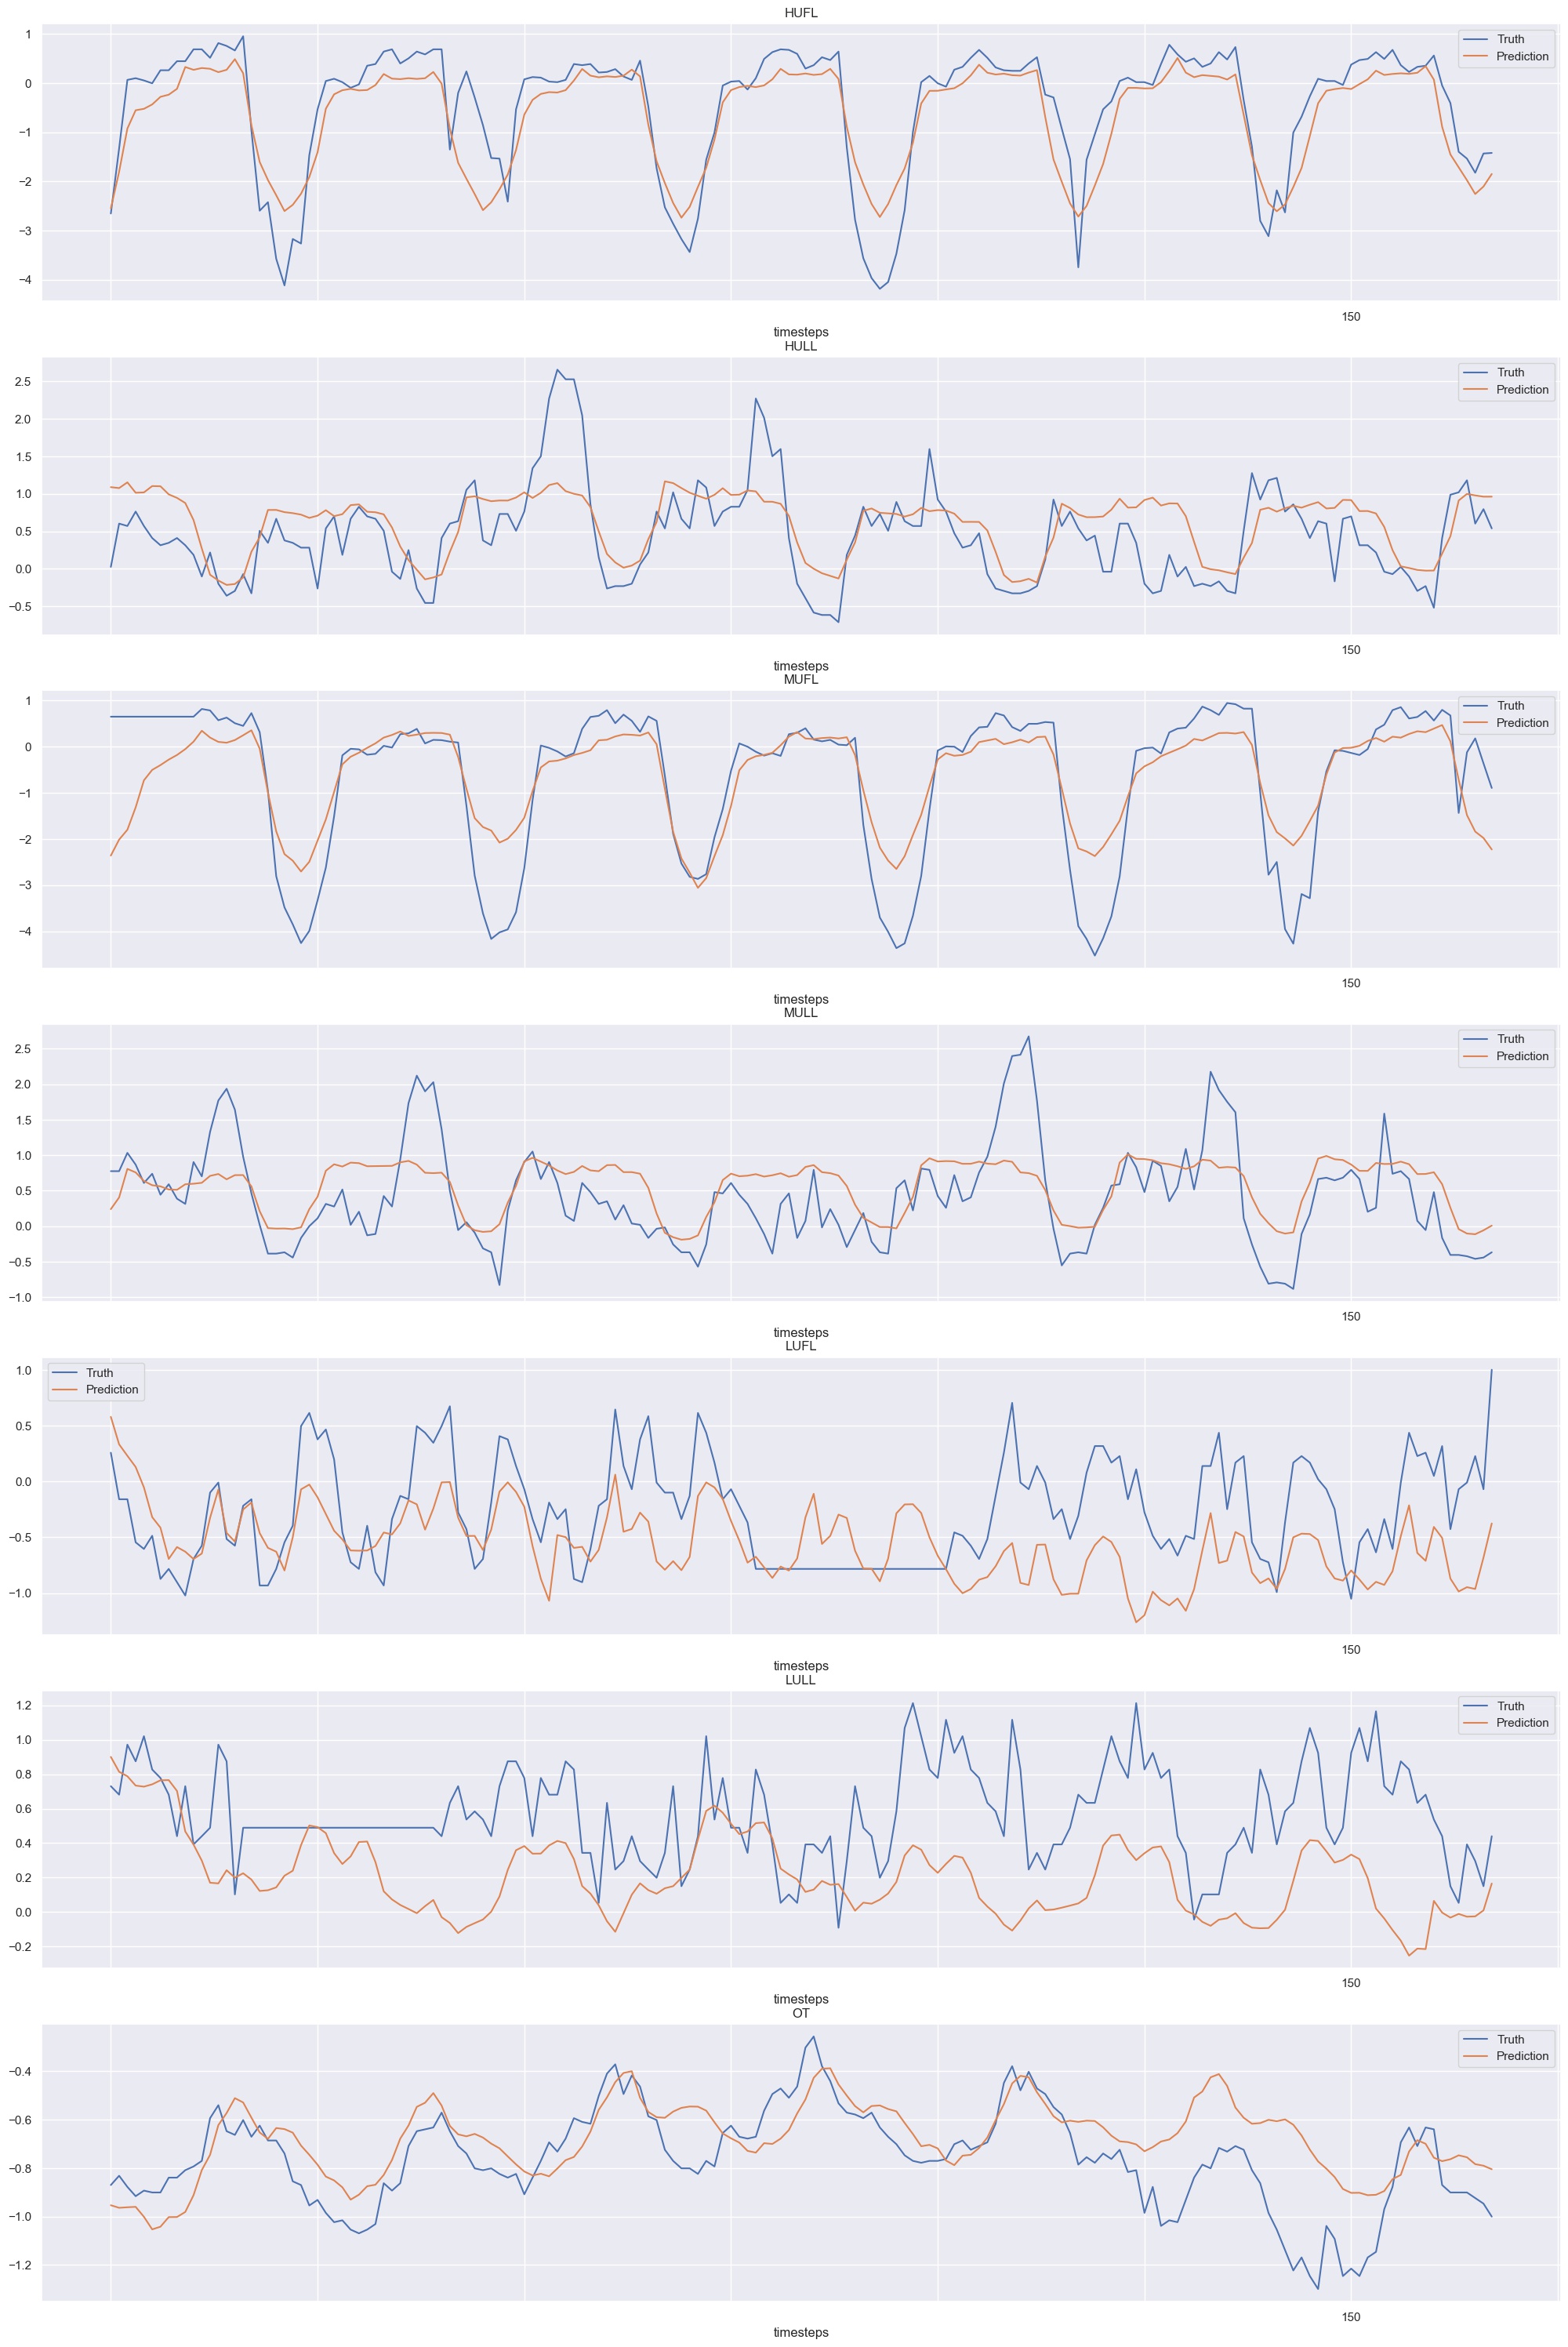 HUFL
1
0
−1
−2
−3
−4
Truth
Prediction
150
timesteps
HULL
2.5
2.0
1.5
1.0
0.5
0.0
−0.5
Truth
Prediction
150
timesteps
MUFL
1
0
−1
−2
−3
−4
Truth
Prediction
150
timesteps
MULL
2.5
2.0
1.5
1.0
0.5
0.0
−0.5
−1.0
Truth
Prediction
150
timesteps
LUFL
1.0
0.5
0.0
−0.5
−1.0
Truth
Prediction
150
timesteps
LULL
1.2
1.0
0.8
0.6
0.4
0.2
0.0
−0.2
Truth
Prediction
150
timesteps
OT
−0.4
−0.6
−0.8
−1.0
−1.2
Truth
Prediction
150
timesteps